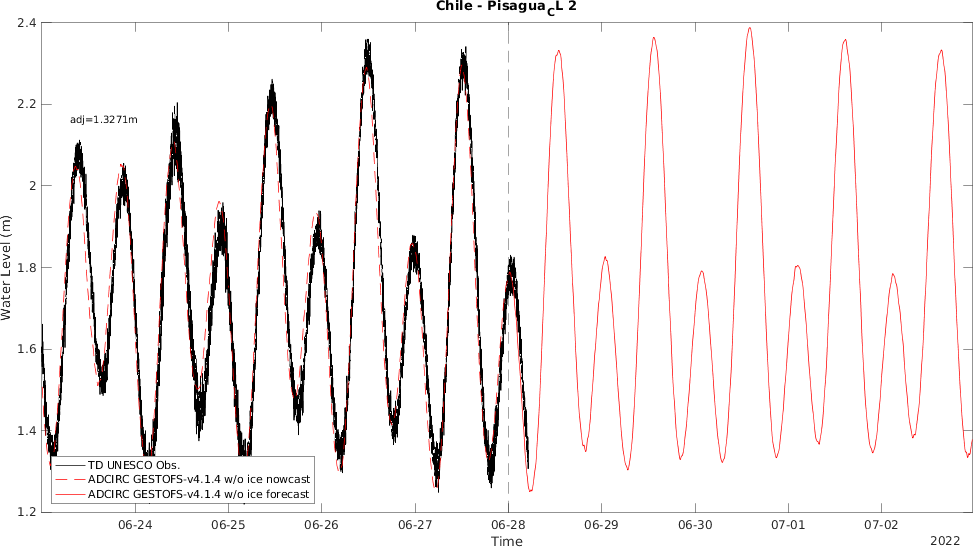 Chile - Pisagua_CL 2
2.4
2.2
2
1.8
1.6
1.4
1.2
Water Level (m)
adj=1.3271m
TD UNESCO Obs.
ADCIRC GESTOFS-v4.1.4 w/o ice nowcast
ADCIRC GESTOFS-v4.1.4 w/o ice forecast
06-24 06-25 06-26 06-27 06-28 06-29 06-30 07-01 07-02
Time
2022